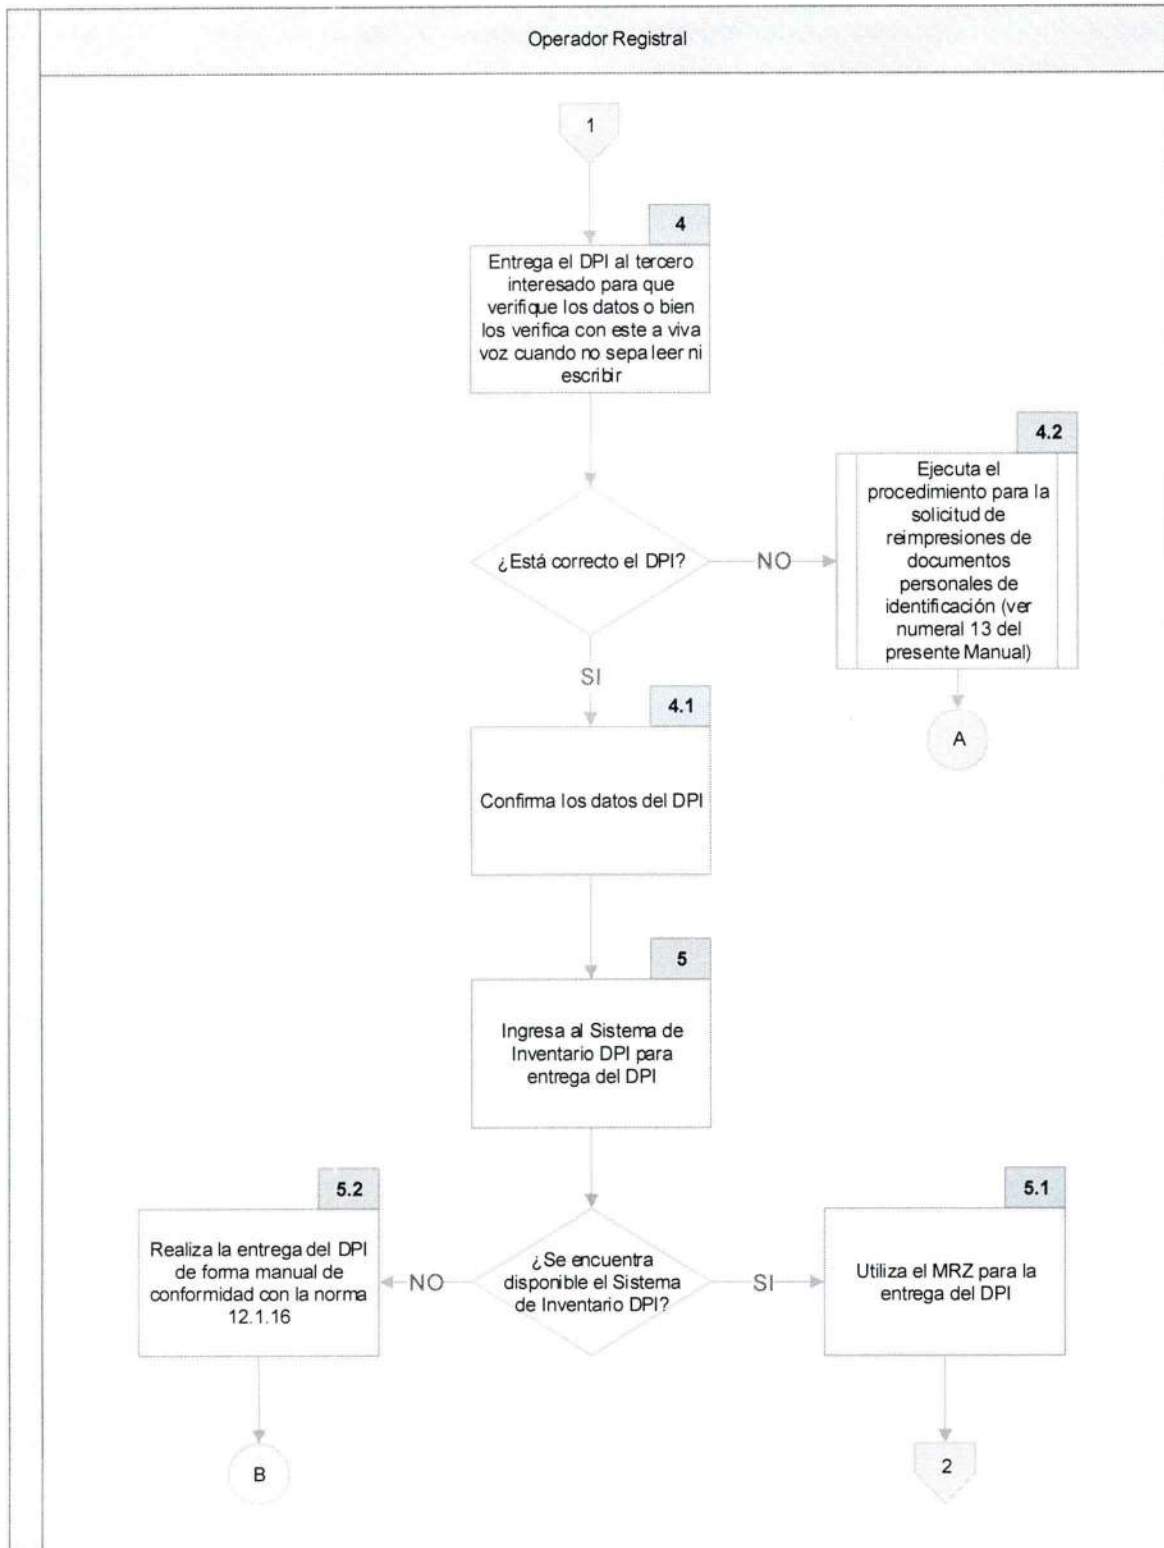 Operador Registral
1
4
Entrega el DPI al tercero
interesado para que
verifique los datos o bien
los verifica con este a viva
voz cuando no sepa leer ni
escribir
4.2
Ejecuta el
procedimiento para la
solicitud de
reimpresiones de
documentos
personales de
identificación (ver
numeral 13 del
presente Manual)
¿Está correcto el DPI?
NO
SI
A
4.1
Confirma los datos del DPI
5
Ingresa al Sistema de
Inventario DPI para
entrega del DPI
5.2
Realiza la entrega del DPI
de forma manual de
conformidad con la norma
12.1.16
NO
¿Se encuentra
disponible el Sistema
de Inventario DPI?
SI
5.1
Utiliza el MRZ para la
entrega del DPI
B
2